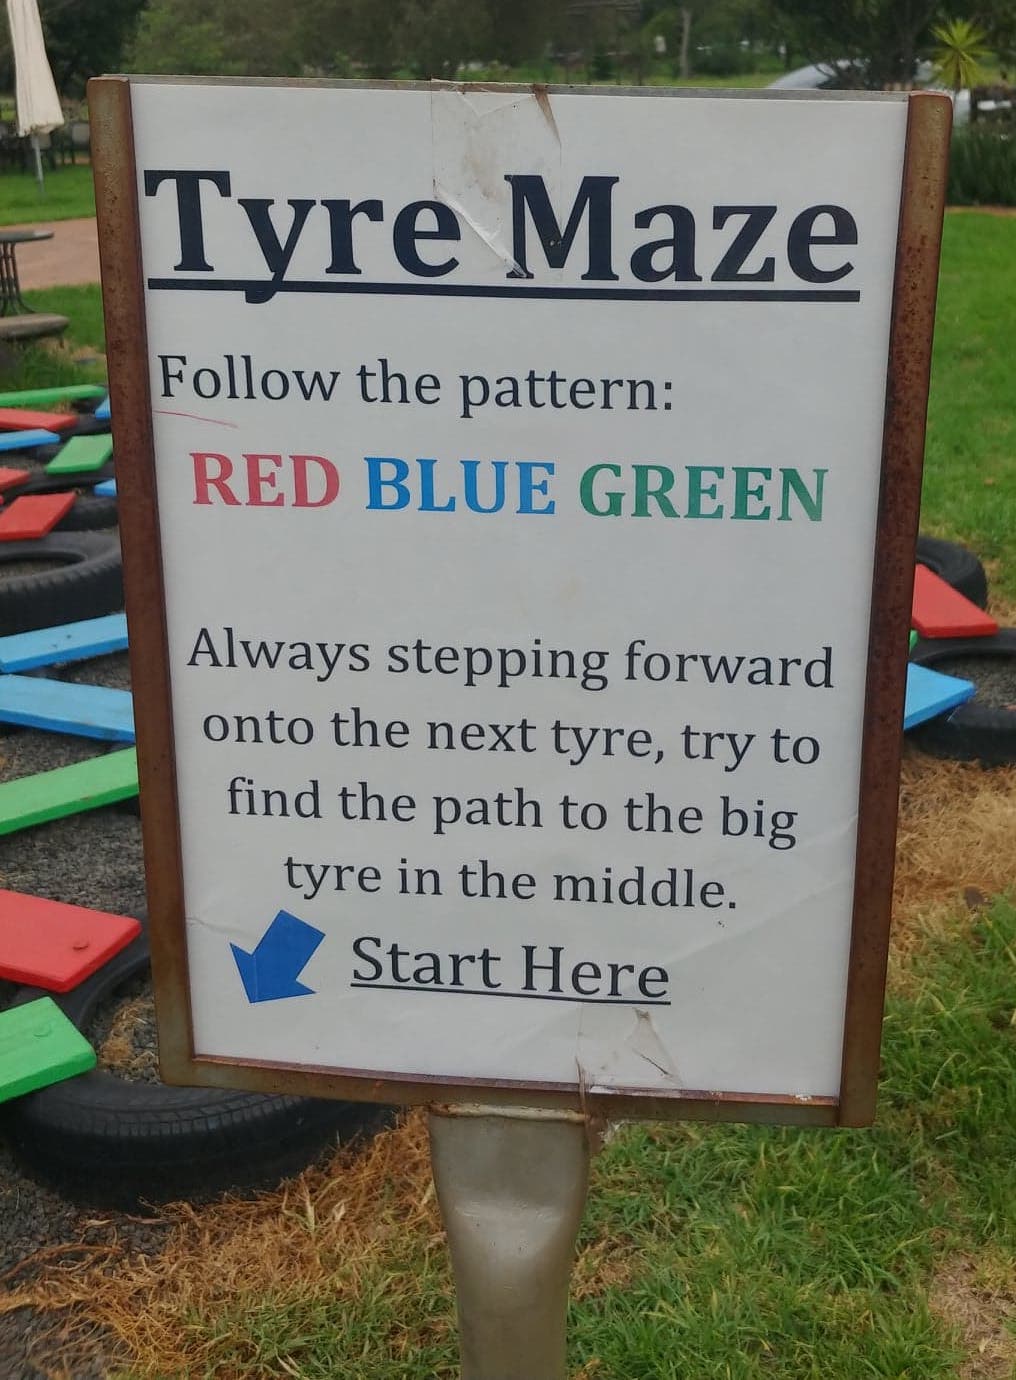 Tyre Maze
Follow the pattern:
RED BLUE GREEN
Always stepping forward
onto the next tyre, try to
find the path to the big
tyre in the middle.
Start Here